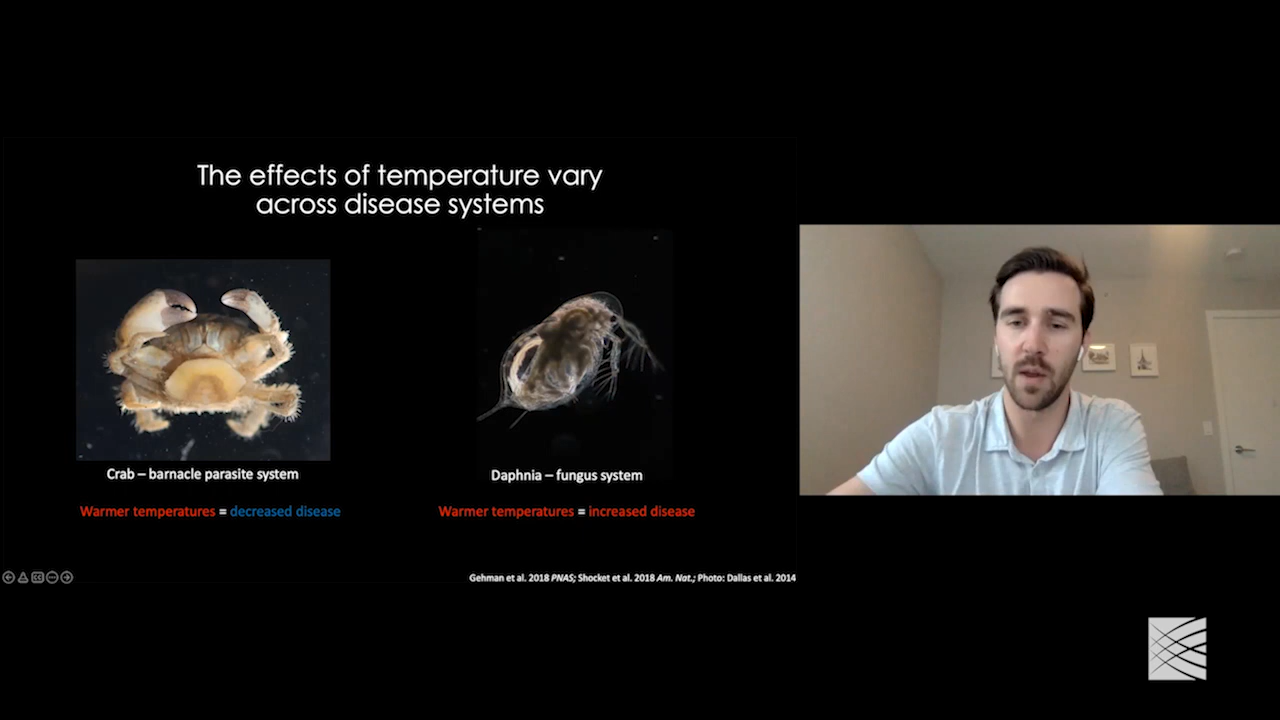 The effects of temperature vary
across disease systems
Crab – barnacle parasite system
Warmer temperatures = decreased disease
Daphnia – fungus system
Warmer temperatures = increased disease
Gehman et al. 2018 PNAS; Shocket et al. 2018 Am. Nat.; Photo: Dallas et al. 2014